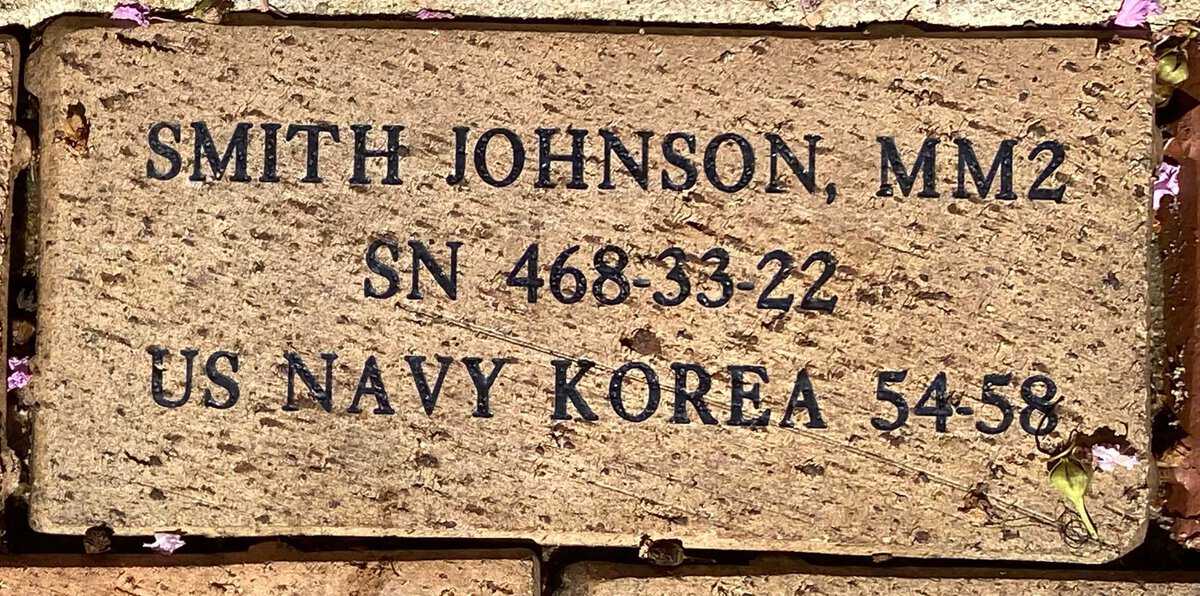 SMITH JOHNSON, MM2
SN 468-33-22
US NAVY KOREA 54-58